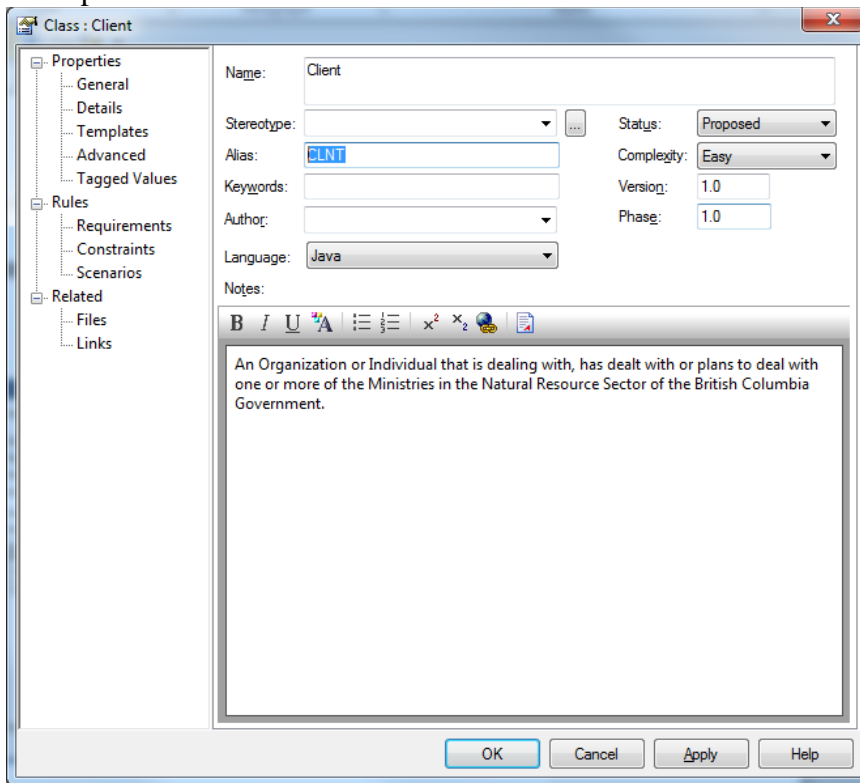 Class : Client
Properties
General
Details
Templates
Advanced
Tagged Values
Rules
Requirements
Constraints
Scenarios
Related
Files
Links
Name: Client
Stereotype: ... Status: Proposed
Alias: CLNT Complexity: Easy
Keywords: Version: 1.0
Author: Phase: 1.0
Language: Java
Notes:
B I U A x² x₂
An Organization or Individual that is dealing with, has dealt with or plans to deal with
one or more of the Ministries in the Natural Resource Sector of the British Columbia
Government.
OK Cancel Apply Help